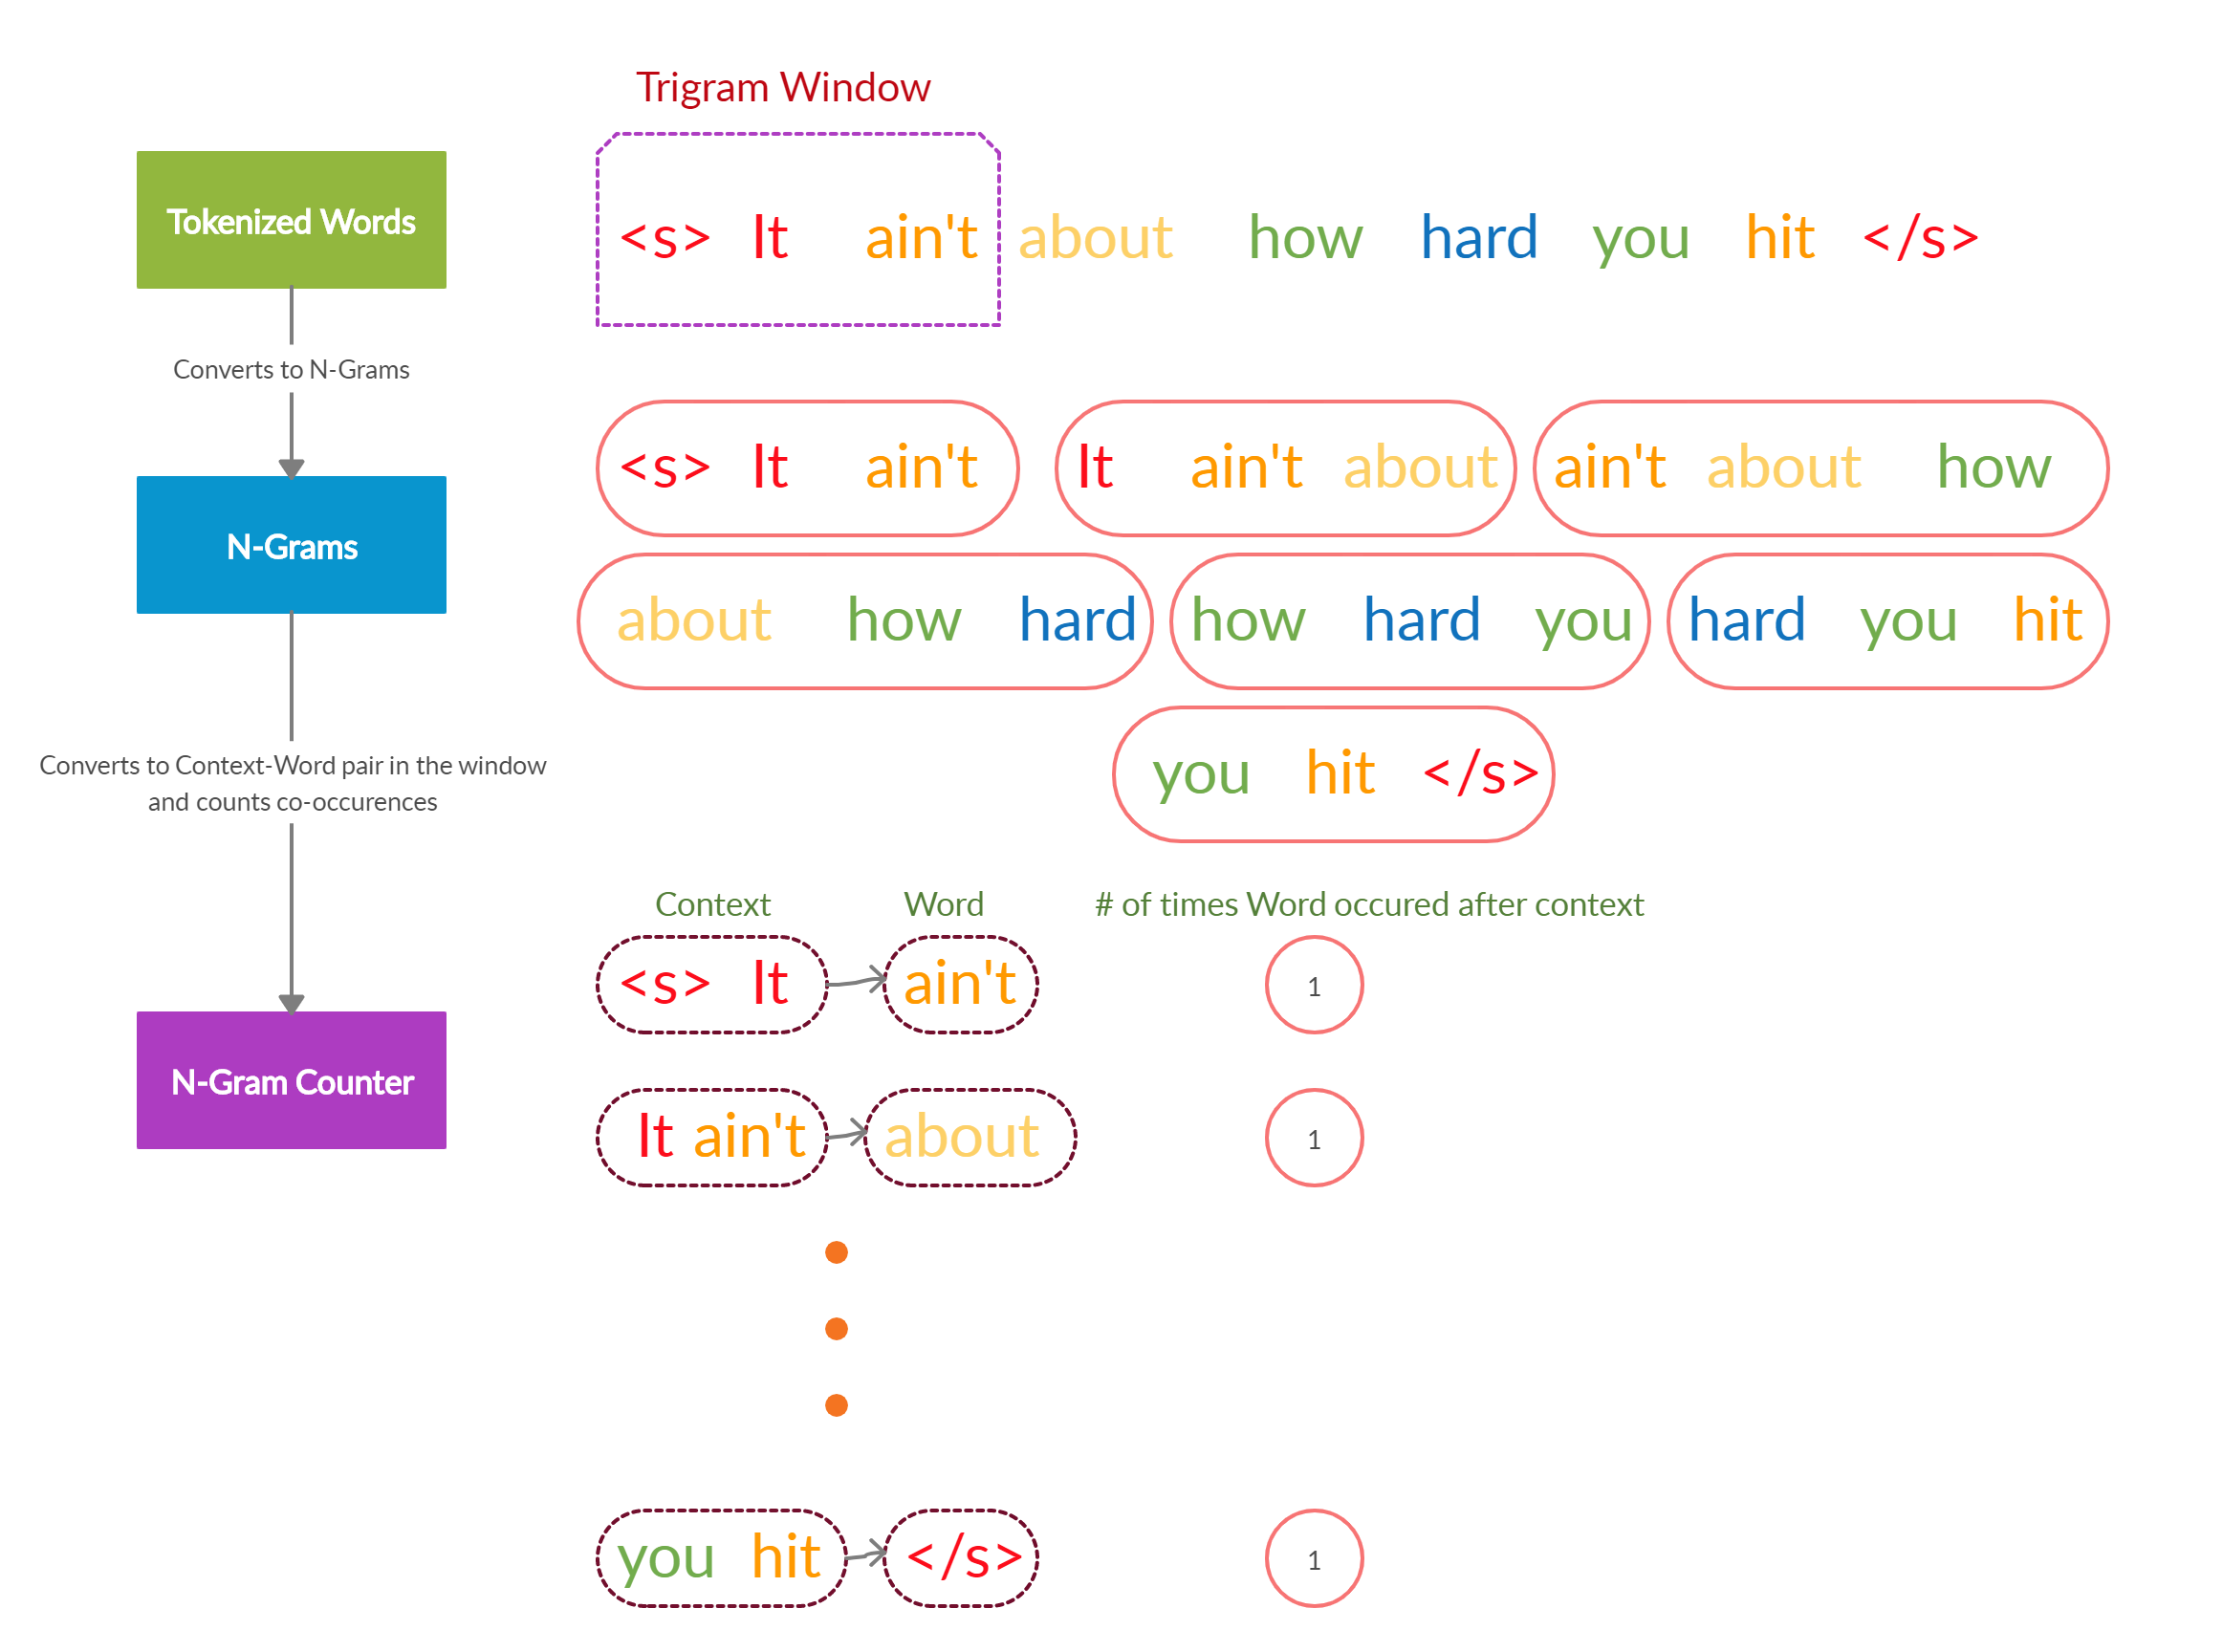 Trigram Window
Tokenized Words
<s> It ain't about how hard you hit </s>
Converts to N-Grams
<s> It ain't It ain't about ain't about how
N-Grams
about how hard how hard you hard you hit
Converts to Context-Word pair in the window
and counts co-occurences
you hit </s>
Context Word # of times Word occured after context
<s> It ain't 1
N-Gram Counter
It ain't about 1
you hit </s> 1